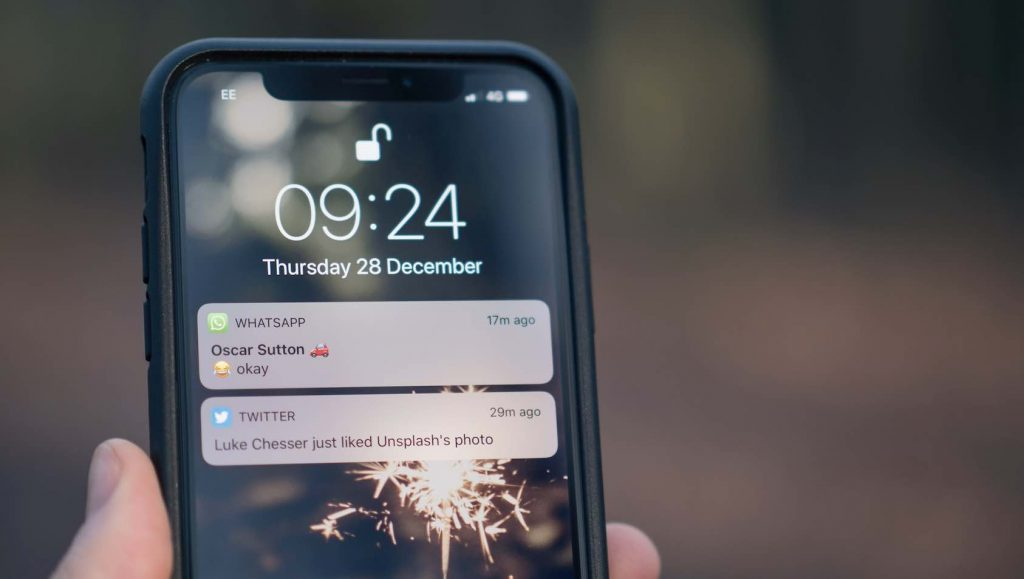 EE 4G
09:24
Thursday 28 December
WHATSAPP 17m ago
Oscar Sutton 🚗
😂 okay
TWITTER 29m ago
Luke Chesser just liked Unsplash's photo